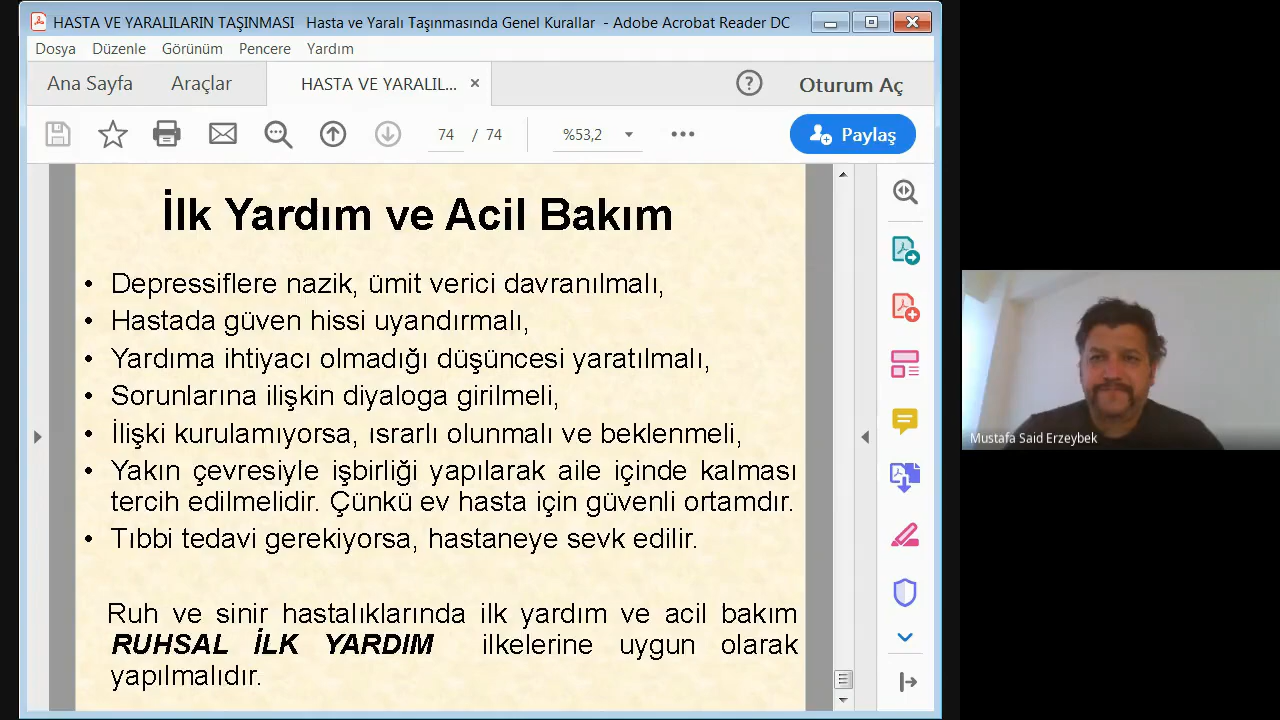 HASTA VE YARALILARIN TAŞINMASI   Hasta ve Yaralı Taşınmasında Genel Kurallar  - Adobe Acrobat Reader DC
Dosya Düzenle Görünüm Pencere Yardım
Ana Sayfa Araçlar HASTA VE YARALIL... × ? Oturum Aç
74 / 74 %53,2 ••• Paylaş
İlk Yardım ve Acil Bakım
• Depressiflere nazik, ümit verici davranılmalı,
• Hastada güven hissi uyandırmalı,
• Yardıma ihtiyacı olmadığı düşüncesi yaratılmalı,
• Sorunlarına ilişkin diyaloga girilmeli,
• İlişki kurulamıyorsa, ısrarlı olunmalı ve beklenmeli,
• Yakın çevresiyle işbirliği yapılarak aile içinde kalması
tercih edilmelidir. Çünkü ev hasta için güvenli ortamdır.
• Tıbbi tedavi gerekiyorsa, hastaneye sevk edilir.
Ruh ve sinir hastalıklarında ilk yardım ve acil bakım
RUHSAL İLK YARDIM ilkelerine uygun olarak
yapılmalıdır.
Mustafa Said Erzeybek